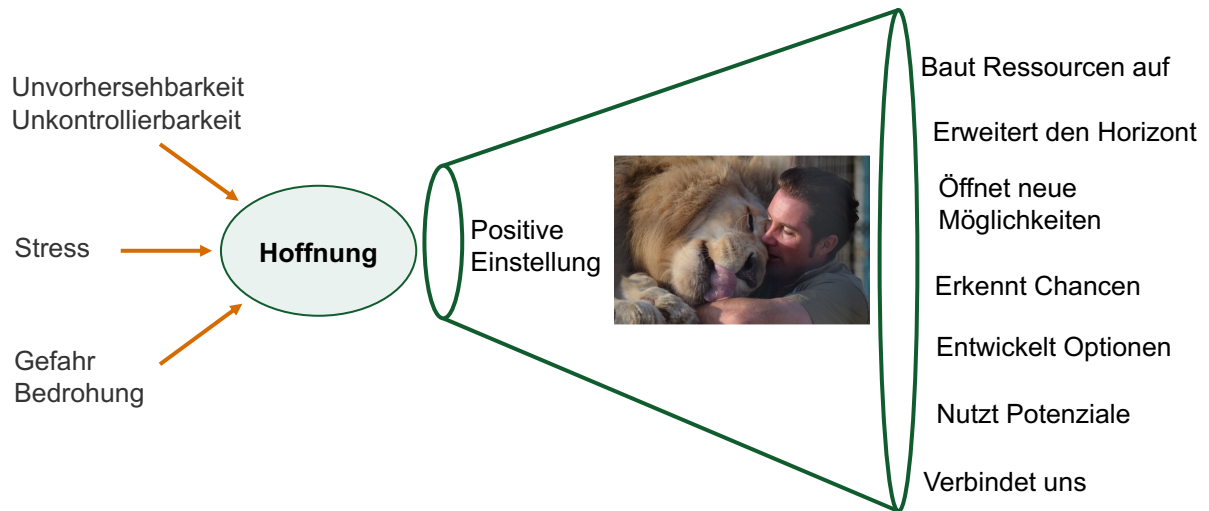 Unvorhersehbarkeit
Unkontrollierbarkeit
Stress
Gefahr
Bedrohung
Hoffnung
Positive
Einstellung
Baut Ressourcen auf
Erweitert den Horizont
Öffnet neue
Möglichkeiten
Erkennt Chancen
Entwickelt Optionen
Nutzt Potenziale
Verbindet uns